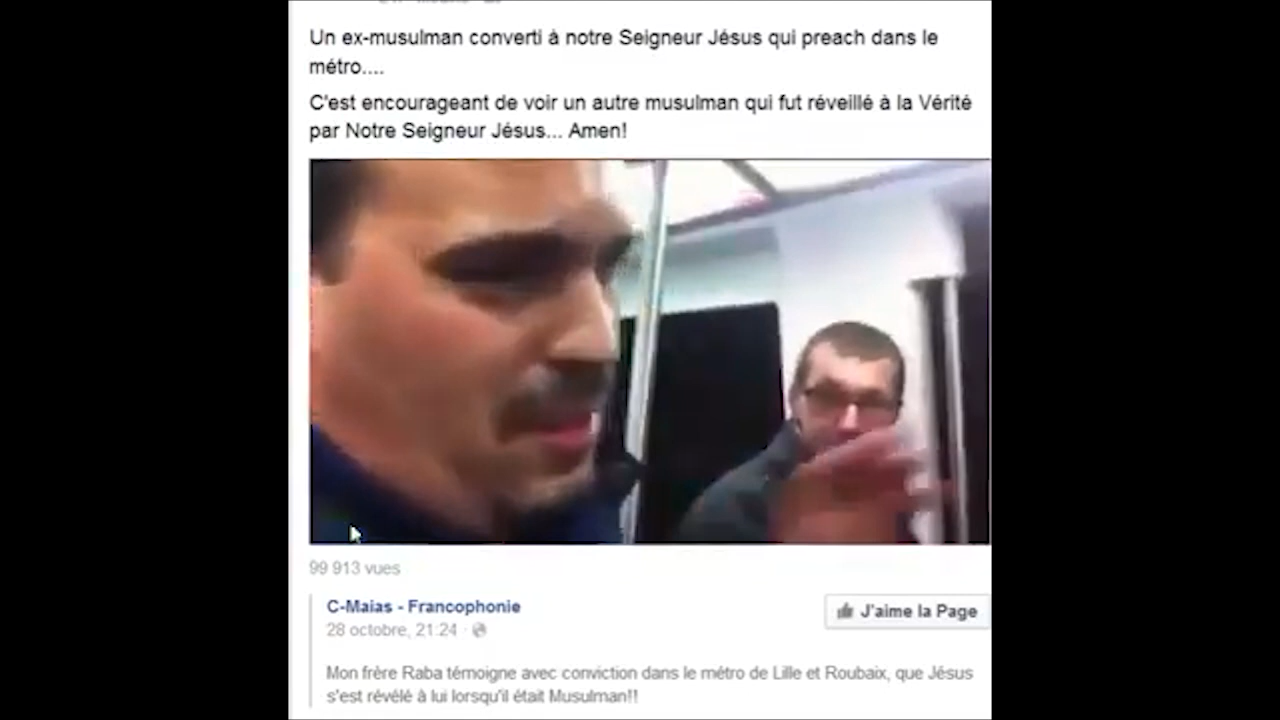 Un ex-musulman converti à notre Seigneur Jésus qui preach dans le
métro....
C'est encourageant de voir un autre musulman qui fut réveillé à la Vérité
par Notre Seigneur Jésus... Amen!
99 913 vues
C-Maias - Francophonie
J'aime la Page
28 octobre, 21:24
Mon frère Raba témoigne avec conviction dans le métro de Lille et Roubaix, que Jésus
s'est révélé à lui lorsqu'il était Musulman!!